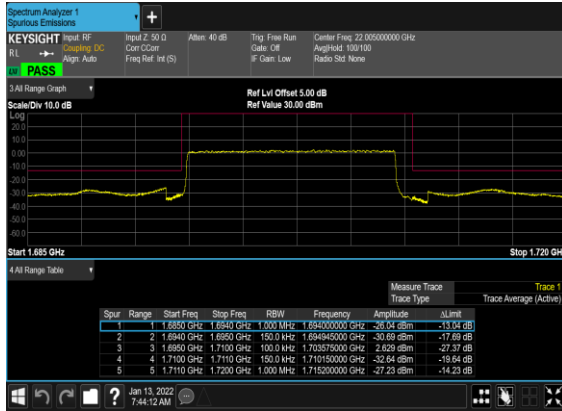 Spectrum Analyzer 1
Spurious Emissions
KEYSIGHT Input: RF Input Z: 50 Ω Atten: 40 dB Trig: Free Run Center Freq: 22.005000000 GHz
RL Coupling: DC Corr CCorr Gate: Off Avg|Hold: 100/100
Align: Auto Freq Ref: Int (S) IF Gain: Low Radio Std: None
PASS
3 All Range Graph
Ref Lvl Offset 5.00 dB
Scale/Div 10.0 dB Ref Value 30.00 dBm
Log
20.0
10.0
0.00
-10.0
-20.0
-30.0
-40.0
-50.0
-60.0
Start 1.685 GHz Stop 1.720 GH
4 All Range Table
Measure Trace Trace 1
Trace Type Trace Average (Active)
Spur Range Start Freq Stop Freq RBW Frequency Amplitude ΔLimit
1 1 1.6850 GHz 1.6940 GHz 1.000 MHz 1.694000000 GHz -26.04 dBm -13.04 dB
2 2 1.6940 GHz 1.6950 GHz 150.0 kHz 1.694945000 GHz -30.69 dBm -17.69 dB
3 3 1.6950 GHz 1.7100 GHz 100.0 kHz 1.703575000 GHz 2.629 dBm -27.37 dB
4 4 1.7100 GHz 1.7110 GHz 150.0 kHz 1.710150000 GHz -32.64 dBm -19.64 dB
5 5 1.7110 GHz 1.7200 GHz 1.000 MHz 1.715200000 GHz -27.23 dBm -14.23 dB
Jan 13, 2022
7:44:12 AM